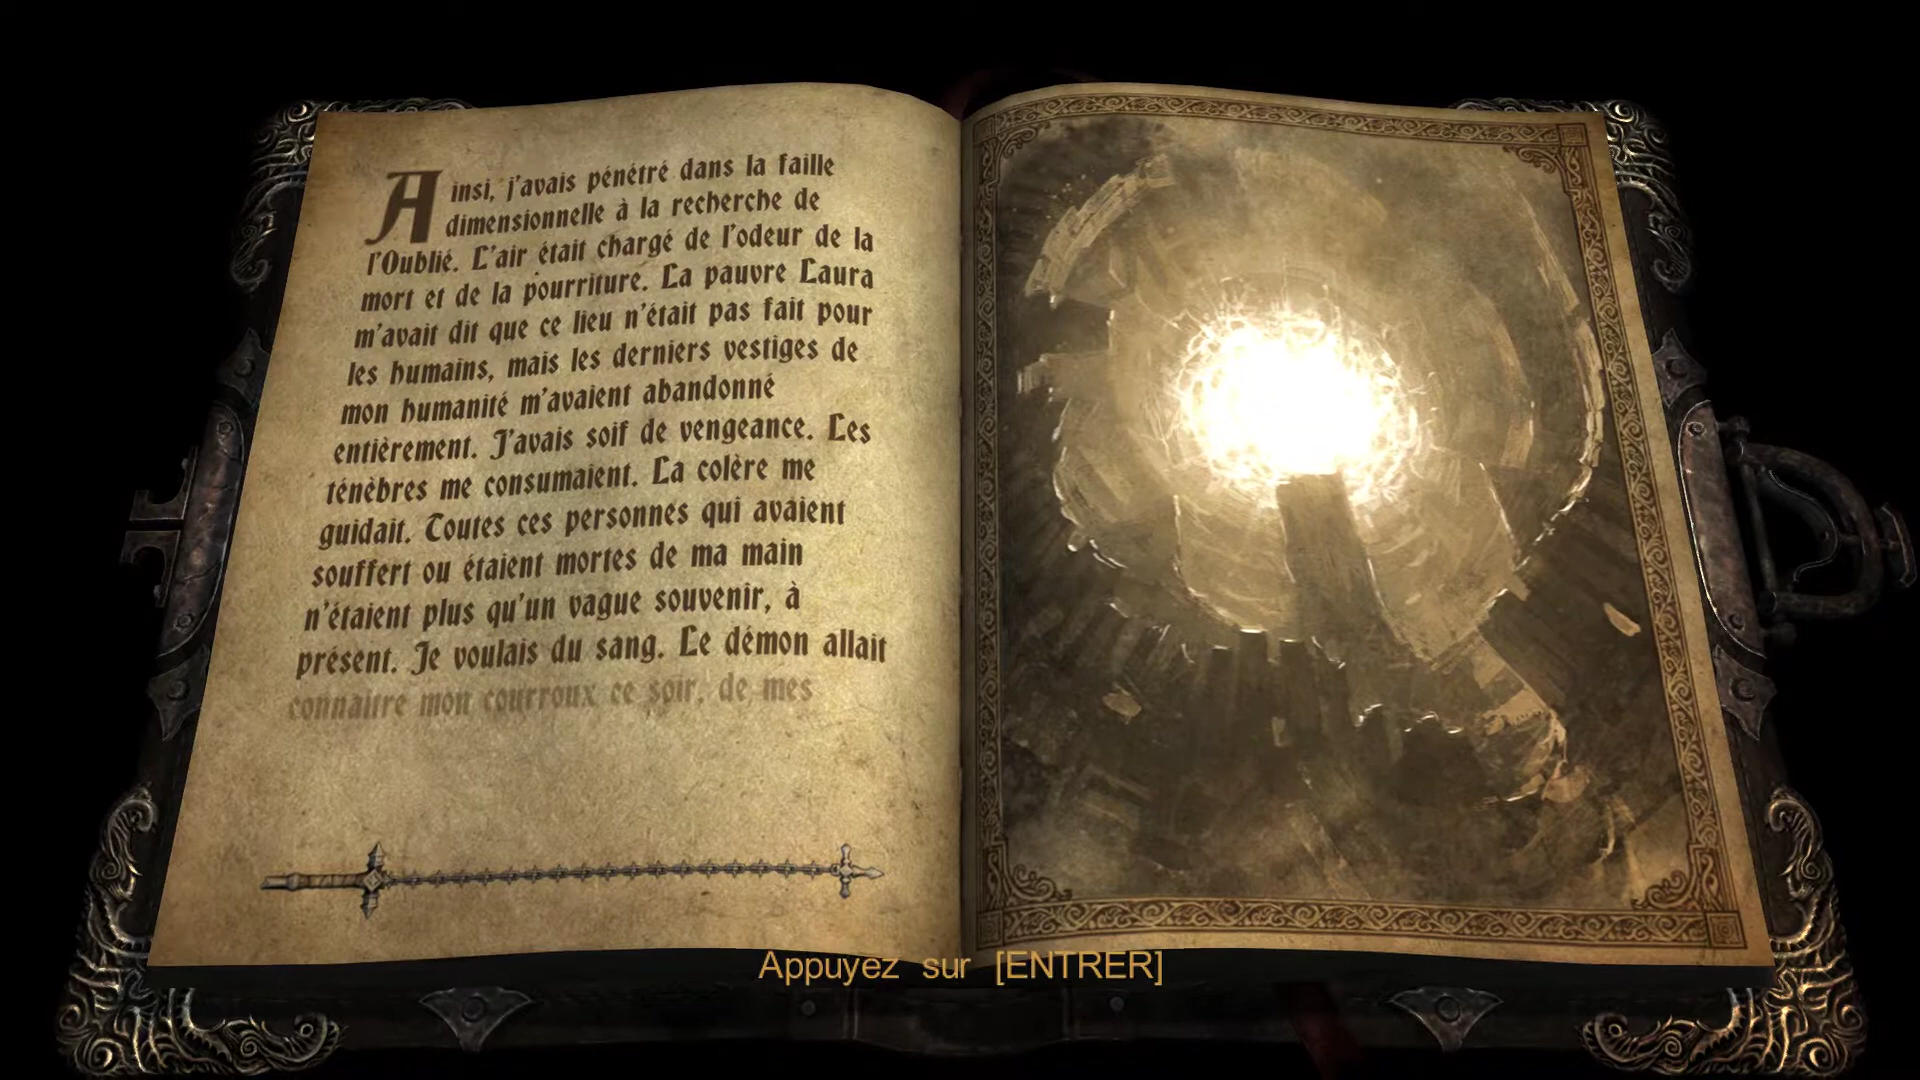 Ainsi, j'avais pénétré dans la faille
dimensionnelle à la recherche de
l'Oublié. L'air était chargé de l'odeur de la
mort et de la pourriture. La pauvre Laura
m'avait dit que ce lieu n'était pas fait pour
les humains, mais les derniers vestiges de
mon humanité m'avaient abandonné
entièrement. J'avais soif de vengeance. Les
ténèbres me consumaient. La colère me
guidait. Toutes ces personnes qui avaient
souffert ou étaient mortes de ma main
n'étaient plus qu'un vague souvenir, à
présent. Je voulais du sang. Le démon allait
connaitre mon courroux ce soir, de mes
Appuyez sur [ENTRER]